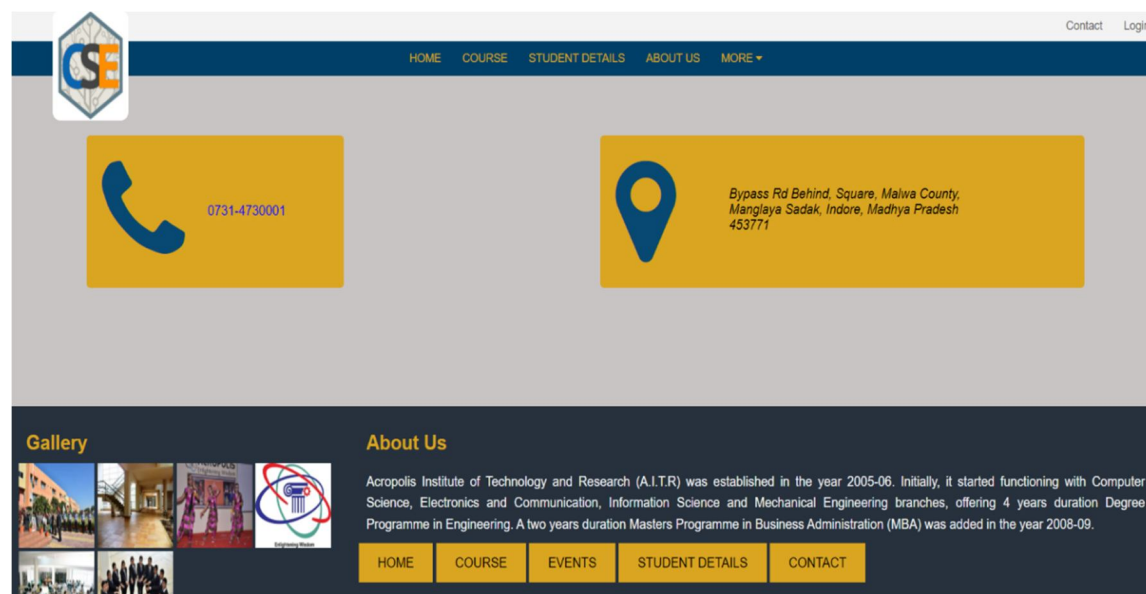 Contact Login
CSE
HOME COURSE STUDENT DETAILS ABOUT US MORE
0731-4730001
Bypass Rd Behind, Square, Malwa County,
Manglaya Sadak, Indore, Madhya Pradesh
453771
Gallery
Enlightening Wisdom
About Us
Acropolis Institute of Technology and Research (A.I.T.R) was established in the year 2005-06. Initially, it started functioning with Computer
Science, Electronics and Communication, Information Science and Mechanical Engineering branches, offering 4 years duration Degree
Programme in Engineering. A two years duration Masters Programme in Business Administration (MBA) was added in the year 2008-09.
HOME COURSE EVENTS STUDENT DETAILS CONTACT